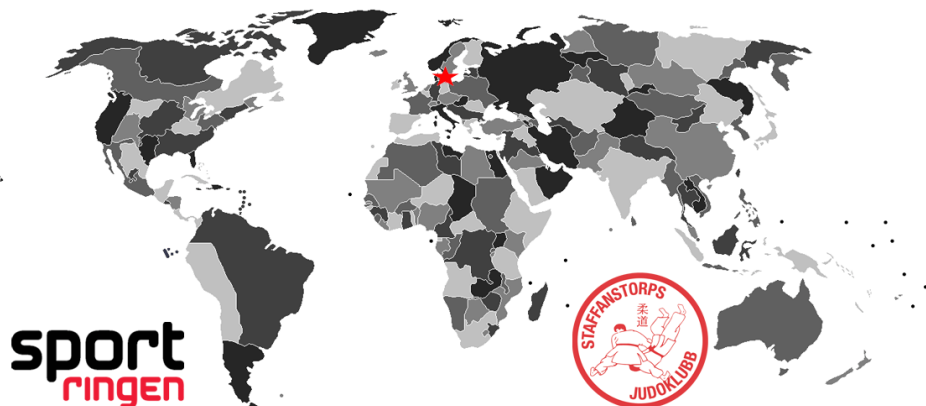 sport
ringen
STAFFANSTORPS
柔
道
JUDOKLUBB